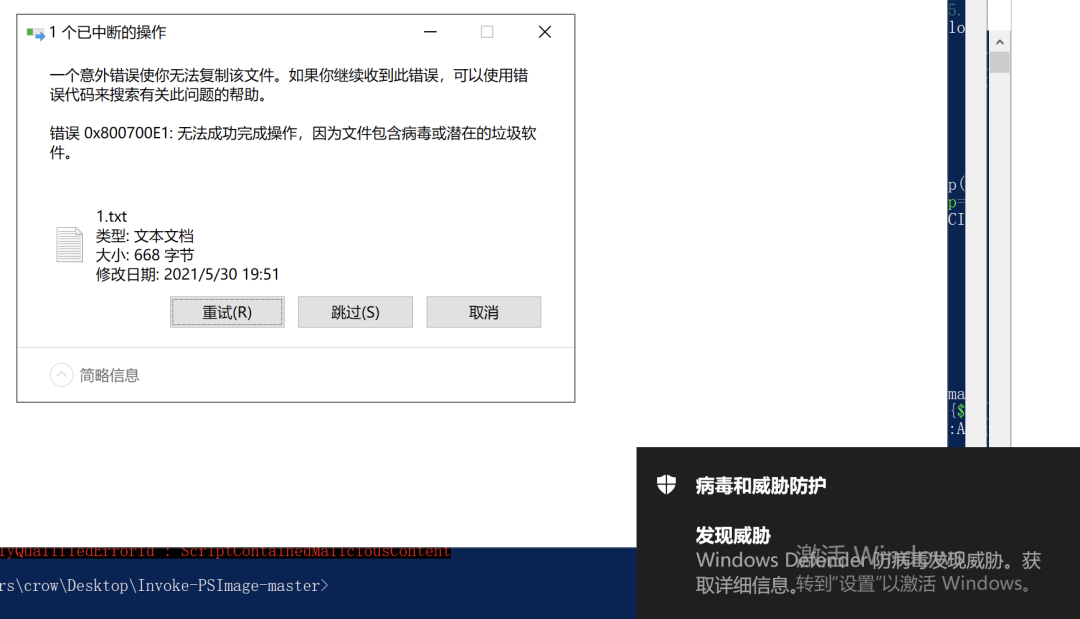 1 个已中断的操作
一个意外错误使你无法复制该文件。如果你继续收到此错误，可以使用错
误代码来搜索有关此问题的帮助。
错误 0x800700E1: 无法成功完成操作，因为文件包含病毒或潜在的垃圾软
件。
1.txt
类型: 文本文档
大小: 668 字节
修改日期: 2021/5/30 19:51
重试(R)
跳过(S)
取消
简略信息
5.
lo
p(
p=
CI
ma
{$
:A
lyQualifiedErrorId : ScriptContainedMaliciousContent
rs\crow\Desktop\Invoke-PSImage-master>
病毒和威胁防护
发现威胁
Windows Defender 防病毒发现威胁。获
取详细信息。
激活 Windows
转到"设置"以激活 Windows。